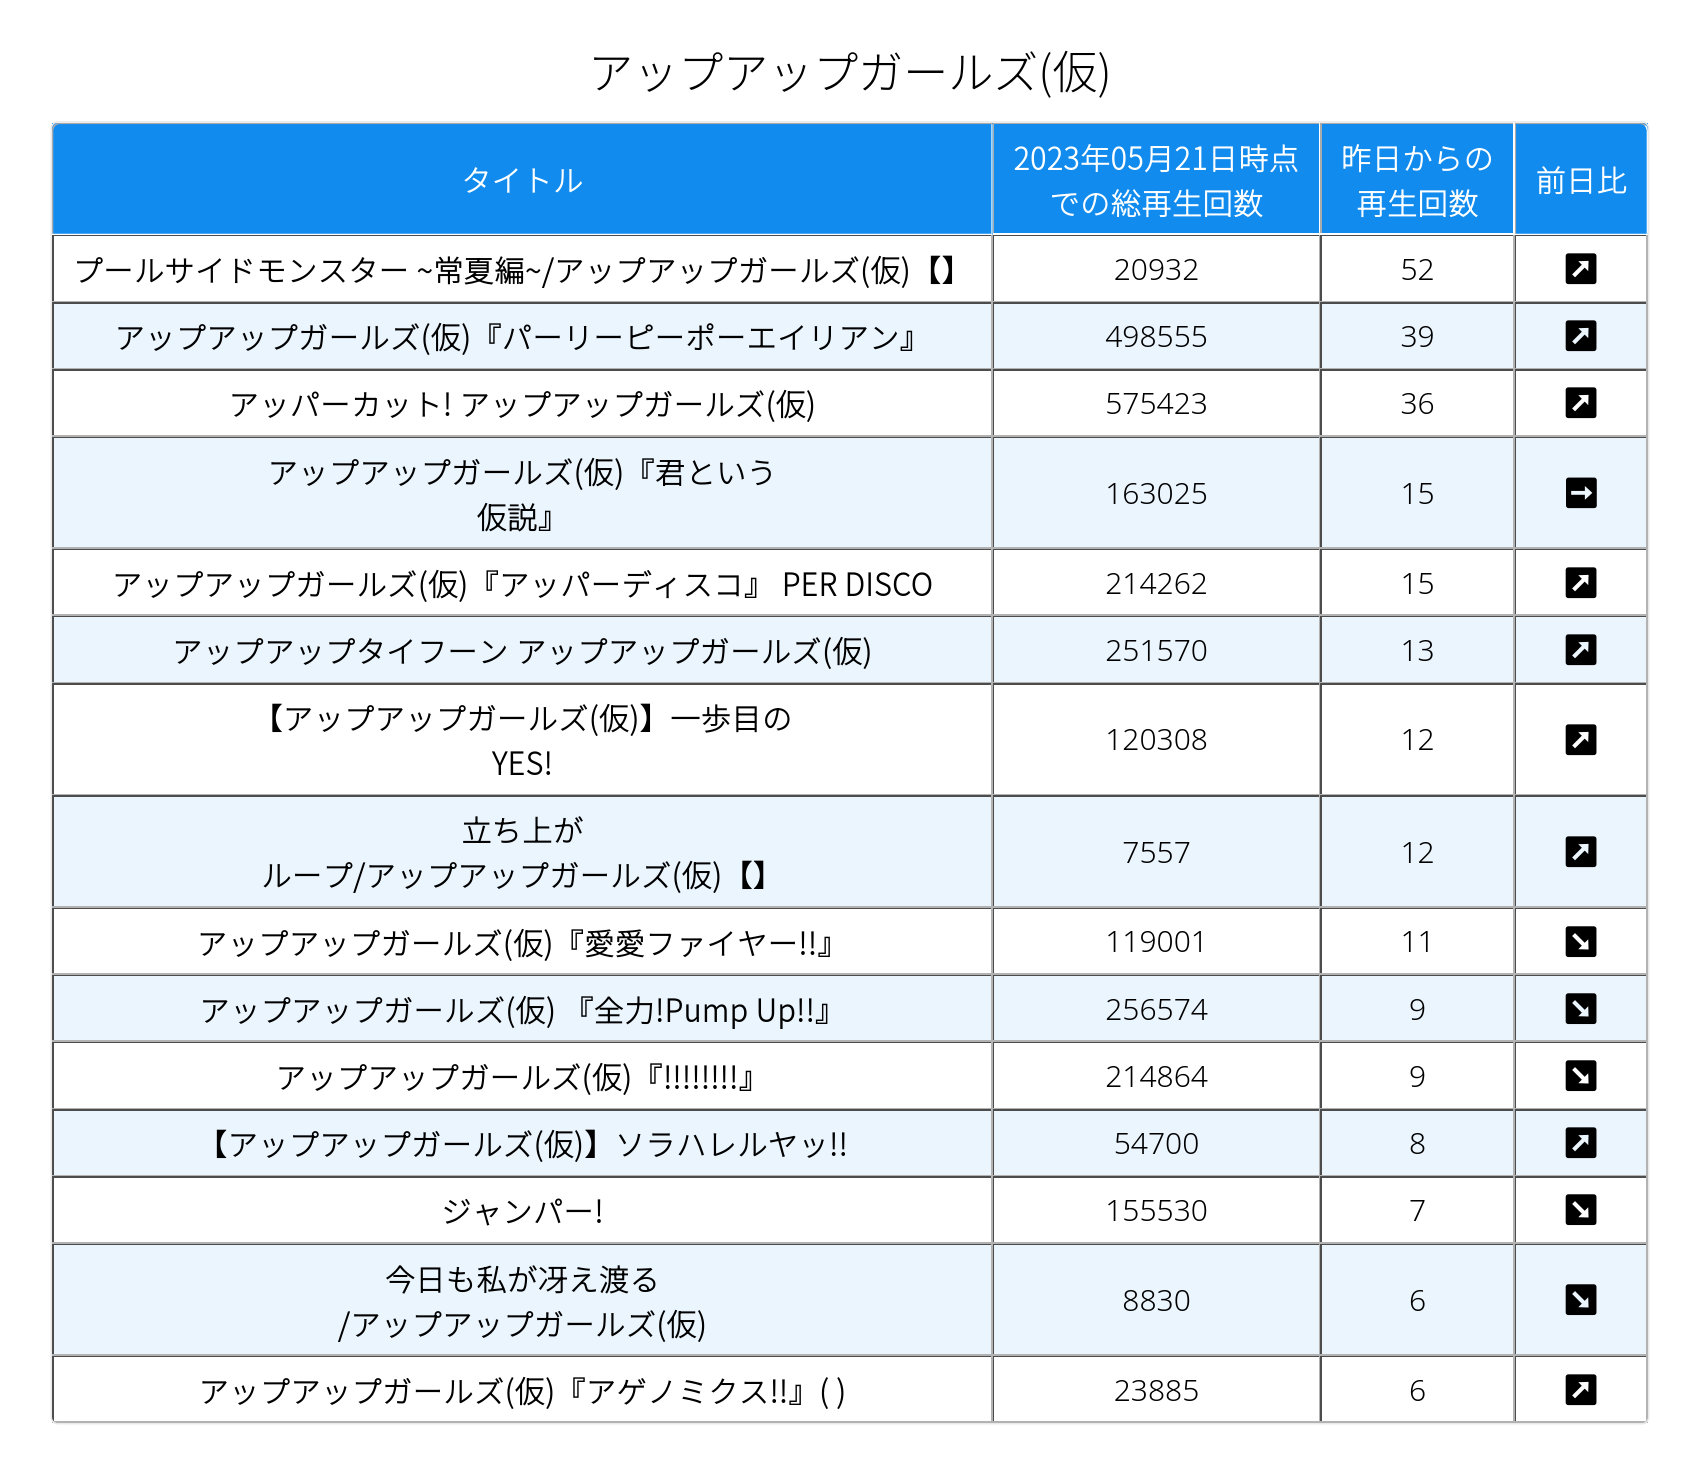 アップアップガールズ(仮)
タイトル
2023年05月21日時点
での総再生回数
昨日からの
再生回数
前日比
プールサイドモンスター ~常夏編~/アップアップガールズ(仮)【】
20932
52
アップアップガールズ(仮)『パーリーピーポーエイリアン』
498555
39
アッパーカット! アップアップガールズ(仮)
575423
36
アップアップガールズ(仮)『君という
仮説』
163025
15
アップアップガールズ(仮)『アッパーディスコ』 PER DISCO
214262
15
アップアップタイフーン アップアップガールズ(仮)
251570
13
【アップアップガールズ(仮)】一歩目の
YES!
120308
12
立ち上が
ループ/アップアップガールズ(仮)【】
7557
12
アップアップガールズ(仮)『愛愛ファイヤー!!』
119001
11
アップアップガールズ(仮) 『全力!Pump Up!!』
256574
9
アップアップガールズ(仮)『!!!!!!!!』
214864
9
【アップアップガールズ(仮)】ソラハレルヤッ!!
54700
8
ジャンパー!
155530
7
今日も私が冴え渡る
/アップアップガールズ(仮)
8830
6
アップアップガールズ(仮)『アゲノミクス!!』( )
23885
6